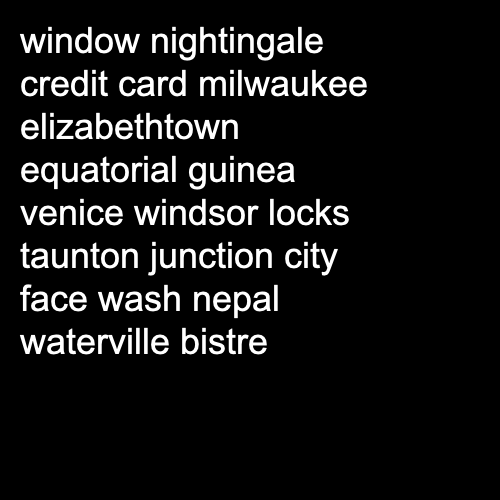 window nightingale
credit card milwaukee
elizabethtown
equatorial guinea
venice windsor locks
taunton junction city
face wash nepal
waterville bistre